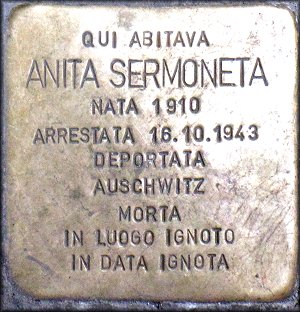 QUI ABITAVA
ANITA SERMONETA
NATA 1910
ARRESTATA 16.10.1943
DEPORTATA
AUSCHWITZ
MORTA
IN LUOGO IGNOTO
IN DATA IGNOTA